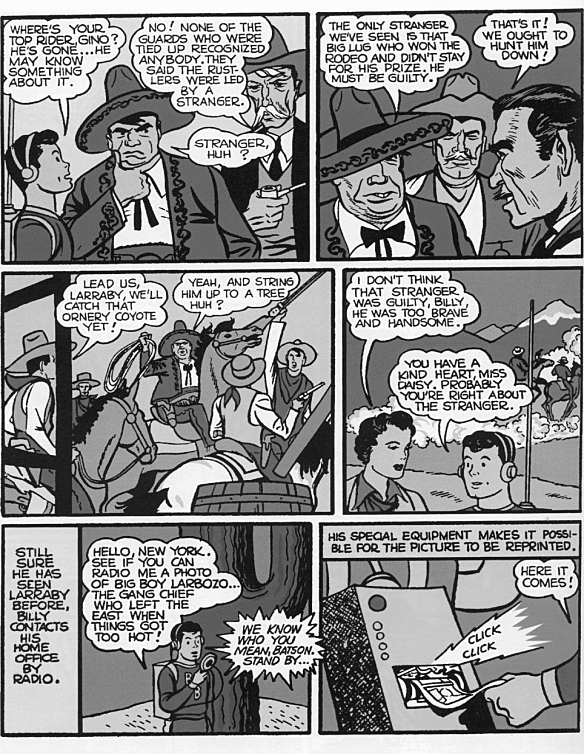 WHERE'S YOUR
TOP RIDER, GINO?
HE'S GONE...HE
MAY KNOW
SOMETHING
ABOUT IT.
NO! NONE OF THE
GUARDS WHO WERE
TIED UP RECOGNIZED
ANYBODY. THEY
SAID THE RUST-
LERS WERE LED
BY A
STRANGER.
STRANGER,
HUH ?
THE ONLY STRANGER
WE'VE SEEN IS THAT
BIG LUG WHO WON THE
RODEO AND DIDN'T STAY
FOR HIS PRIZE. HE
MUST BE GUILTY.
THAT'S IT!
WE OUGHT TO
HUNT HIM
DOWN!
LEAD US,
LARRABY, WE'LL
CATCH THAT
ORNERY COYOTE
YET!
YEAH, AND STRING
HIM UP TO A TREE,
HUH ?
I DON'T THINK
THAT STRANGER
WAS GUILTY, BILLY,
HE WAS TOO BRAVE
AND HANDSOME.
YOU HAVE A
KIND HEART, MISS
DAISY. PROBABLY
YOU'RE RIGHT ABOUT
THE STRANGER.
STILL
SURE
HE HAS
SEEN
LARRABY
BEFORE,
BILLY
CONTACTS
HIS
HOME
OFFICE
BY
RADIO.
HELLO, NEW YORK.
SEE IF YOU CAN
RADIO ME A PHOTO
OF BIG BOY LARBOZO...
THE GANG CHIEF
WHO LEFT THE
EAST WHEN
THINGS GOT
TOO HOT!
WE KNOW
WHO YOU
MEAN, BATSON.
STAND BY...
HIS SPECIAL EQUIPMENT MAKES IT POSSI-
BLE FOR THE PICTURE TO BE REPRINTED.
HERE IT
COMES!
CLICK
CLICK